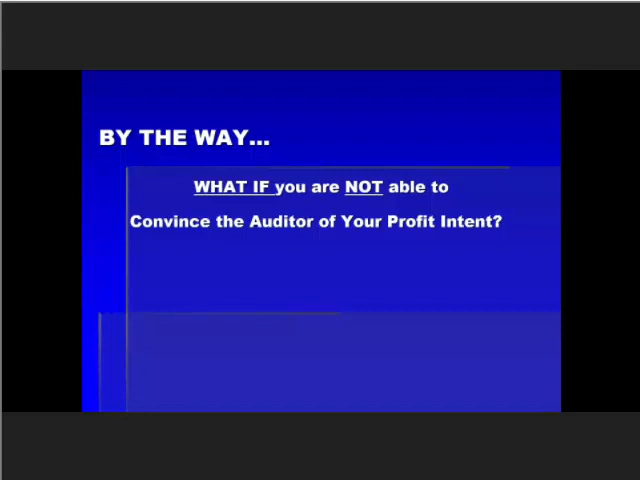 BY THE WAY...
WHAT IF you are NOT able to
Convince the Auditor of Your Profit Intent?